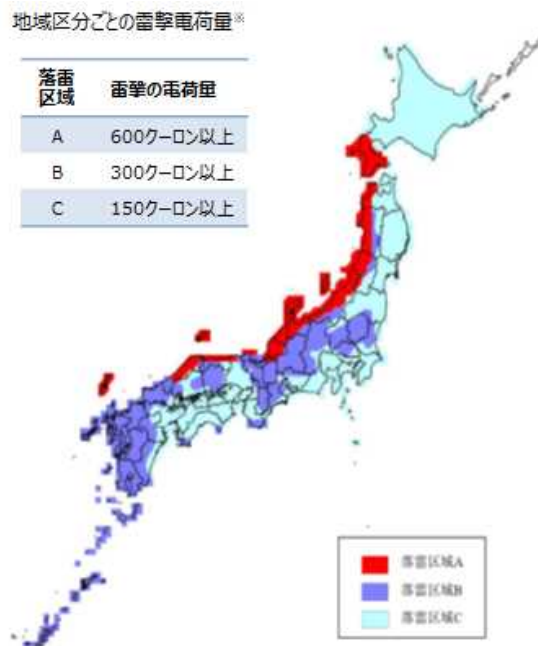 地域区分ごとの雷撃電荷量※
落雷
区域
雷撃の電荷量
A 600クーロン以上
B 300クーロン以上
C 150クーロン以上
落雷区域A
落雷区域B
落雷区域C